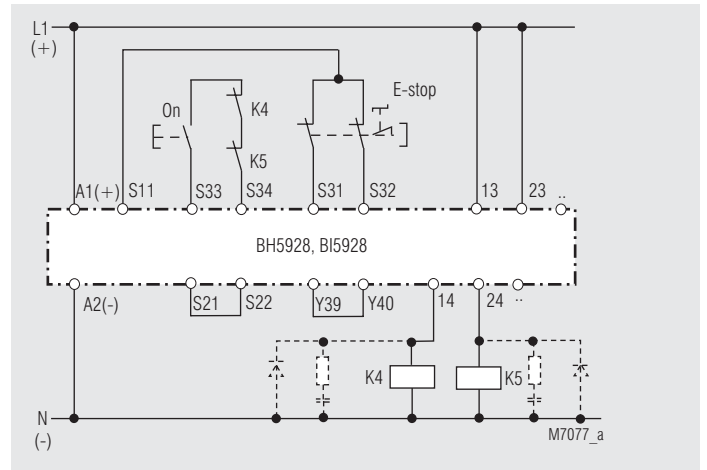 L1
(+)
E-stop
On
K4
K5
A1(+) S11 S33 S34 S31 S32 13 23 ..
BH5928, BI5928
A2(-) S21 S22 Y39 Y40 14 24 ..
K4 K5
N
(-)
M7077_a